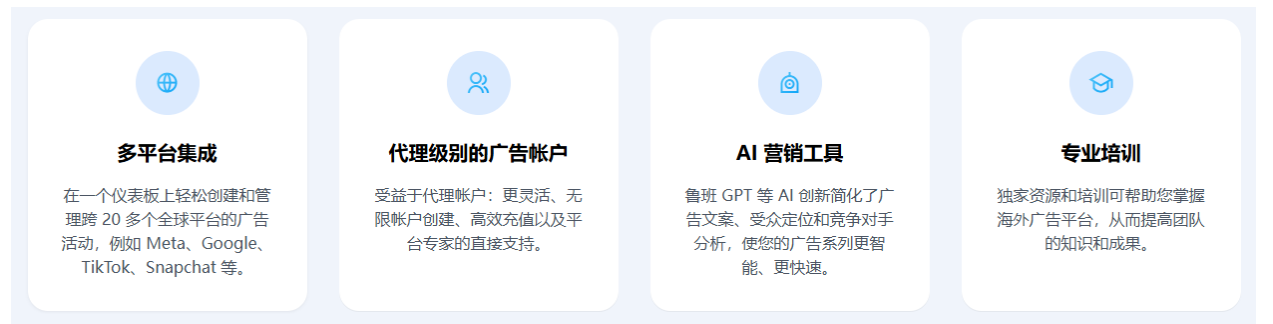 多平台集成
在一个仪表板上轻松创建和管
理跨 20 多个全球平台的广告
活动，例如 Meta、Google、
TikTok、Snapchat 等。
代理级别的广告帐户
受益于代理帐户：更灵活、无
限帐户创建、高效充值以及平
台专家的直接支持。
AI 营销工具
鲁班 GPT 等 AI 创新简化了广
告文案、受众定位和竞争对手
分析，使您的广告系列更智
能、更快速。
专业培训
独家资源和培训可帮助您掌握
海外广告平台，从而提高团队
的知识和成果。